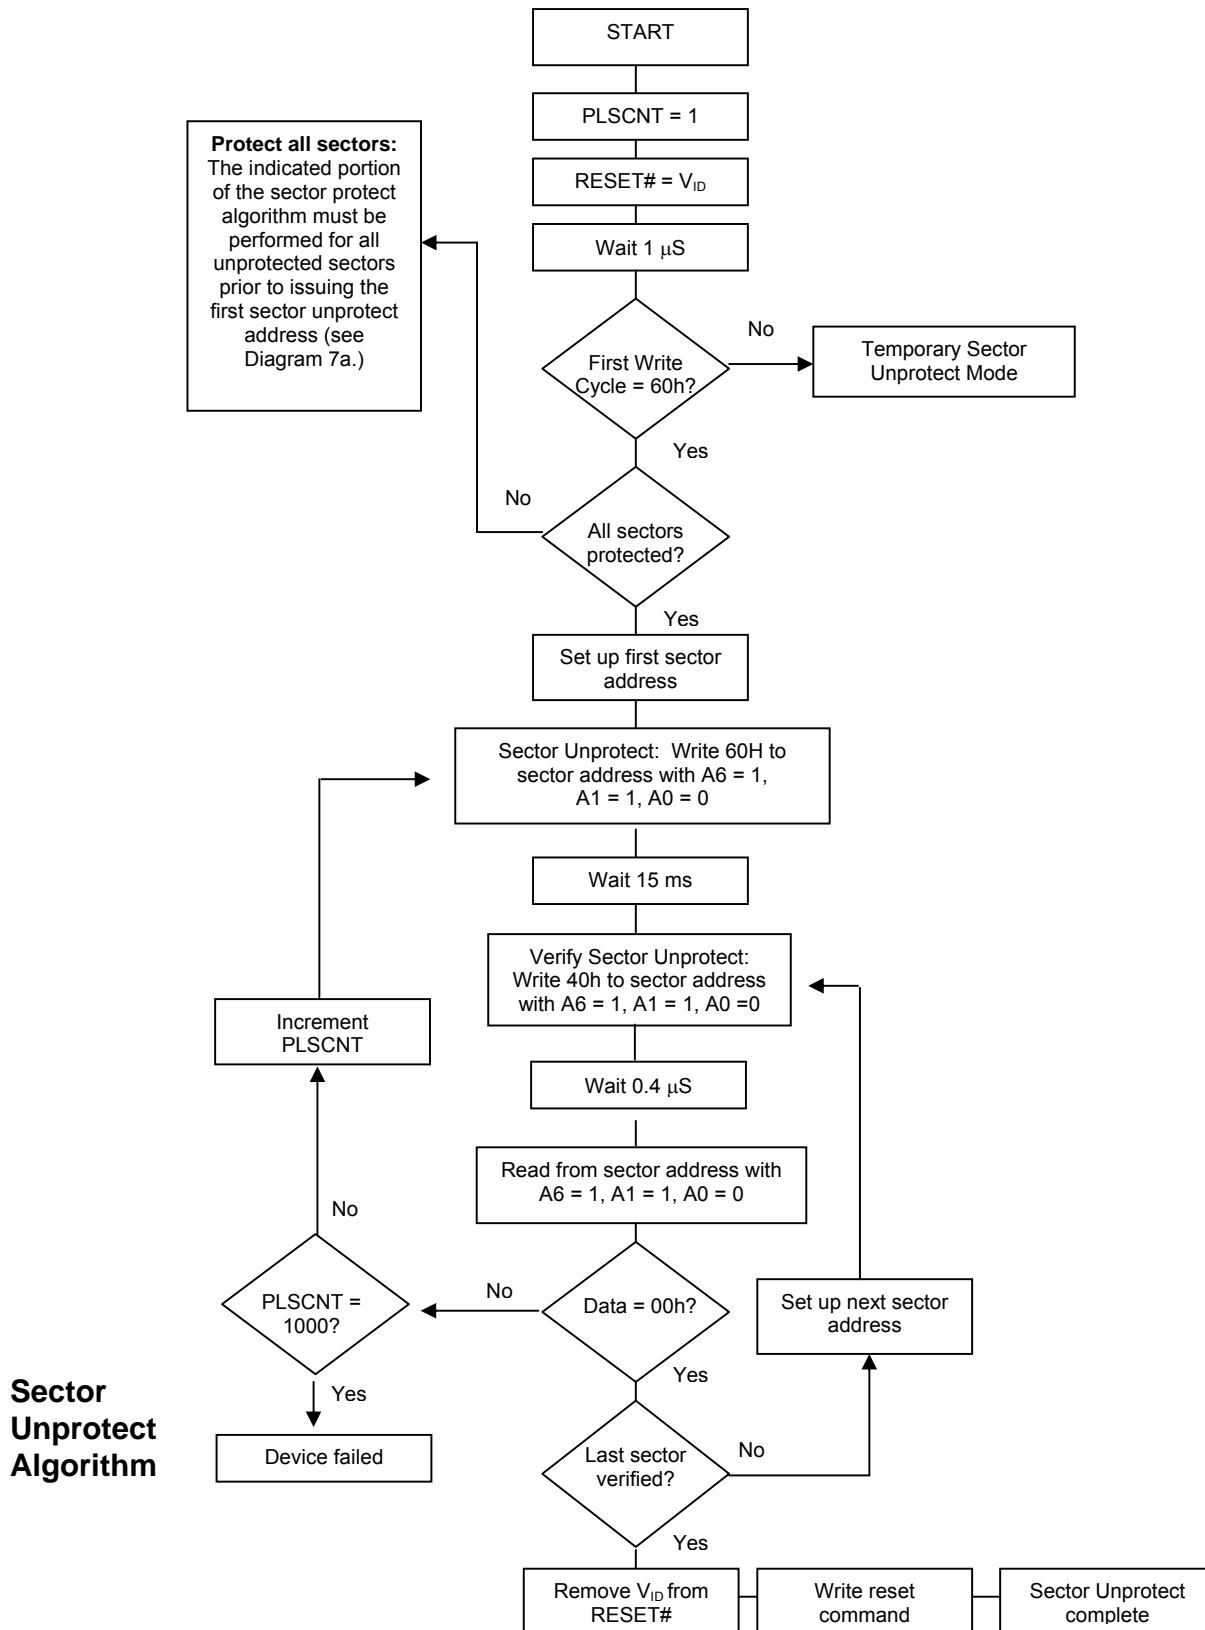 START
PLSCNT = 1
RESET# = VID
Wait 1 μS
Protect all sectors:
The indicated portion
of the sector protect
algorithm must be
performed for all
unprotected sectors
prior to issuing the
first sector unprotect
address (see
Diagram 7a.)
First Write
Cycle = 60h?
No
Temporary Sector
Unprotect Mode
Yes
No
All sectors
protected?
Yes
Set up first sector
address
Sector Unprotect: Write 60H to
sector address with A6 = 1,
A1 = 1, A0 = 0
Wait 15 ms
Verify Sector Unprotect:
Write 40h to sector address
with A6 = 1, A1 = 1, A0 =0
Increment
PLSCNT
Wait 0.4 μS
Read from sector address with
A6 = 1, A1 = 1, A0 = 0
No
PLSCNT =
1000?
No
Data = 00h?
Set up next sector
address
Yes
Yes
Sector
Unprotect
Algorithm
Device failed
Last sector
verified?
No
Yes
Remove VID from
RESET#
Write reset
command
Sector Unprotect
complete